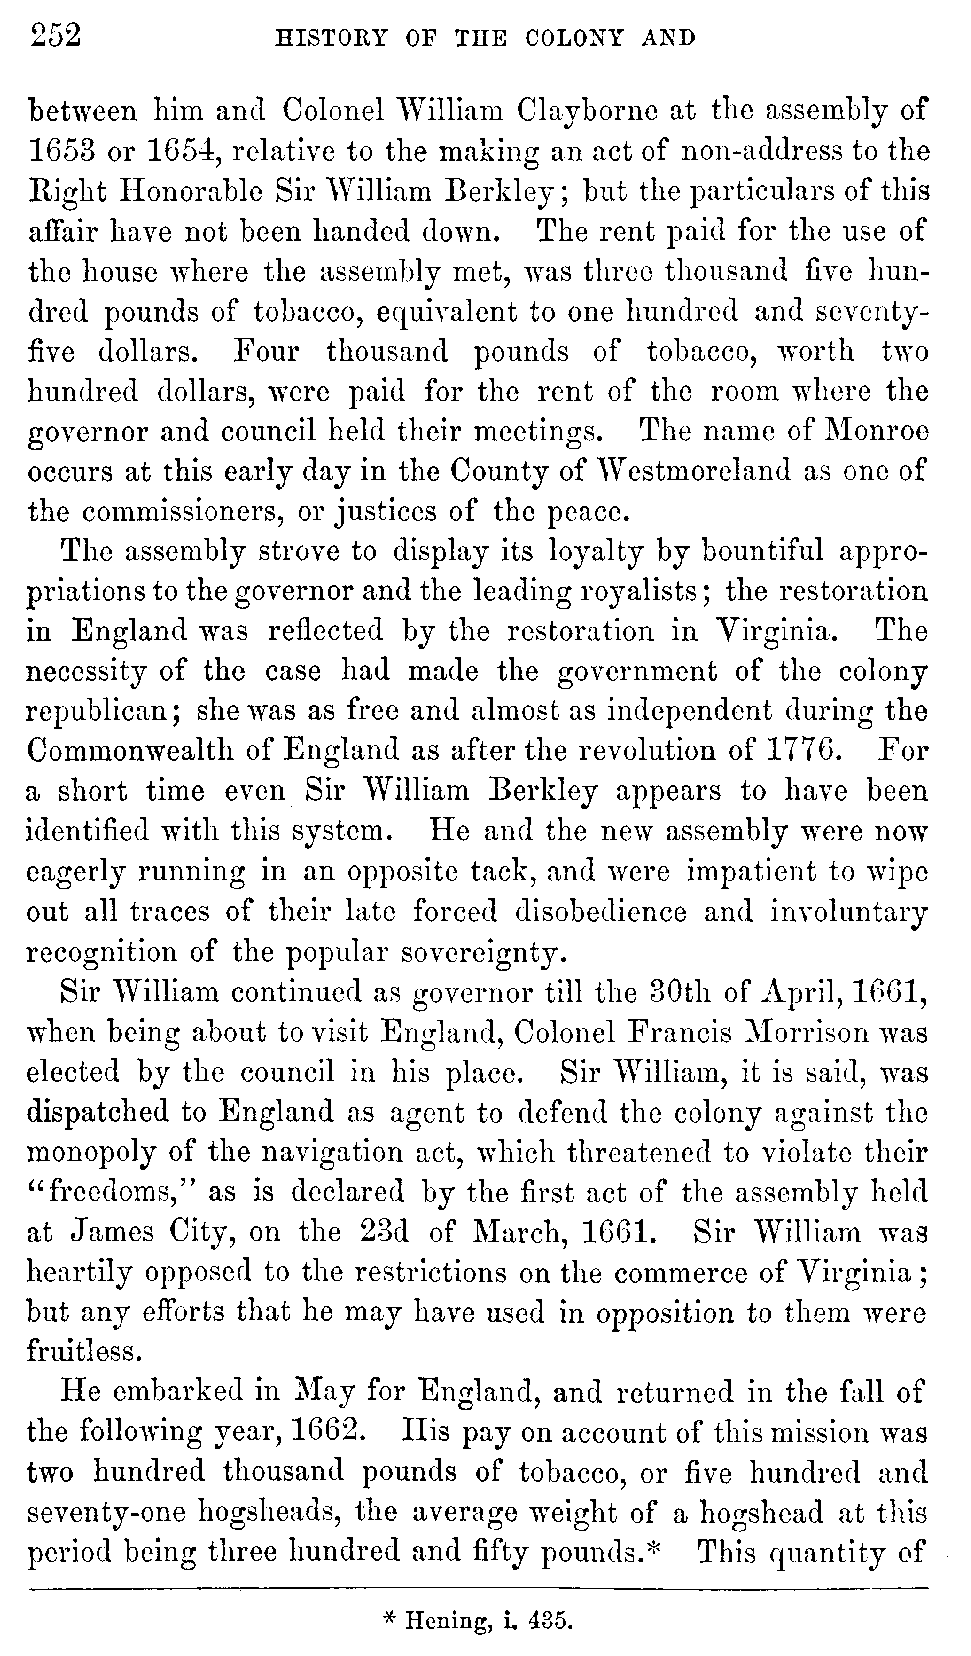 252 HISTORY OF THE COLONY AND
between him and Colonel William Clayborne at the assembly of
1653 or 1654, relative to the making an act of non-address to the
Right Honorable Sir William Berkley; but the particulars of this
affair have not been handed down. The rent paid for the use of
the house where the assembly met, was three thousand five hun-
dred pounds of tobacco, equivalent to one hundred and seventy-
five dollars. Four thousand pounds of tobacco, worth two
hundred dollars, were paid for the rent of the room where the
governor and council held their meetings. The name of Monroe
occurs at this early day in the County of Westmoreland as one of
the commissioners, or justices of the peace.
The assembly strove to display its loyalty by bountiful appro-
priations to the governor and the leading royalists; the restoration
in England was reflected by the restoration in Virginia. The
necessity of the case had made the government of the colony
republican; she was as free and almost as independent during the
Commonwealth of England as after the revolution of 1776. For
a short time even Sir William Berkley appears to have been
identified with this system. He and the new assembly were now
eagerly running in an opposite tack, and were impatient to wipe
out all traces of their late forced disobedience and involuntary
recognition of the popular sovereignty.
Sir William continued as governor till the 30th of April, 1661,
when being about to visit England, Colonel Francis Morrison was
elected by the council in his place. Sir William, it is said, was
dispatched to England as agent to defend the colony against the
monopoly of the navigation act, which threatened to violate their
"freedoms," as is declared by the first act of the assembly held
at James City, on the 23d of March, 1661. Sir William was
heartily opposed to the restrictions on the commerce of Virginia;
but any efforts that he may have used in opposition to them were
fruitless.
He embarked in May for England, and returned in the fall of
the following year, 1662. His pay on account of this mission was
two hundred thousand pounds of tobacco, or five hundred and
seventy-one hogsheads, the average weight of a hogshead at this
period being three hundred and fifty pounds.* This quantity of
* Hening, i. 435.